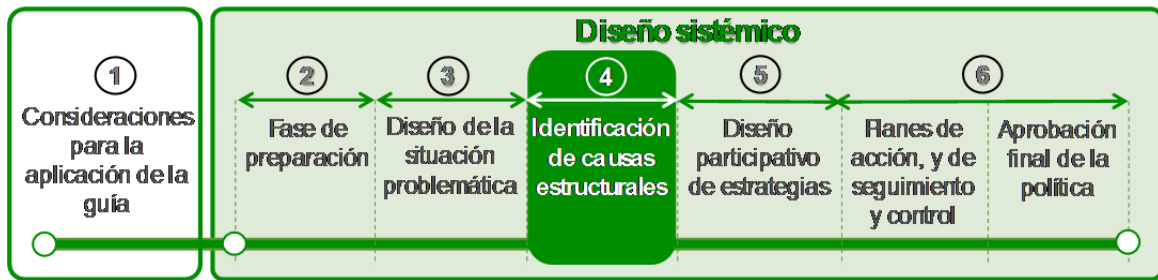 Diseño sistémico
1
Consideraciones
para la
aplicación de la
guía
2
Fase de
preparación
3
Diseño de la
situación
problemática
4
Identificación
de causas
estructurales
5
Diseño
participativo
de estrategias
6
Planes de
acción, y de
seguimiento
y control
Aprobación
final de la
política